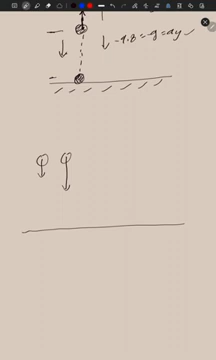 -9.8 = -g = ay